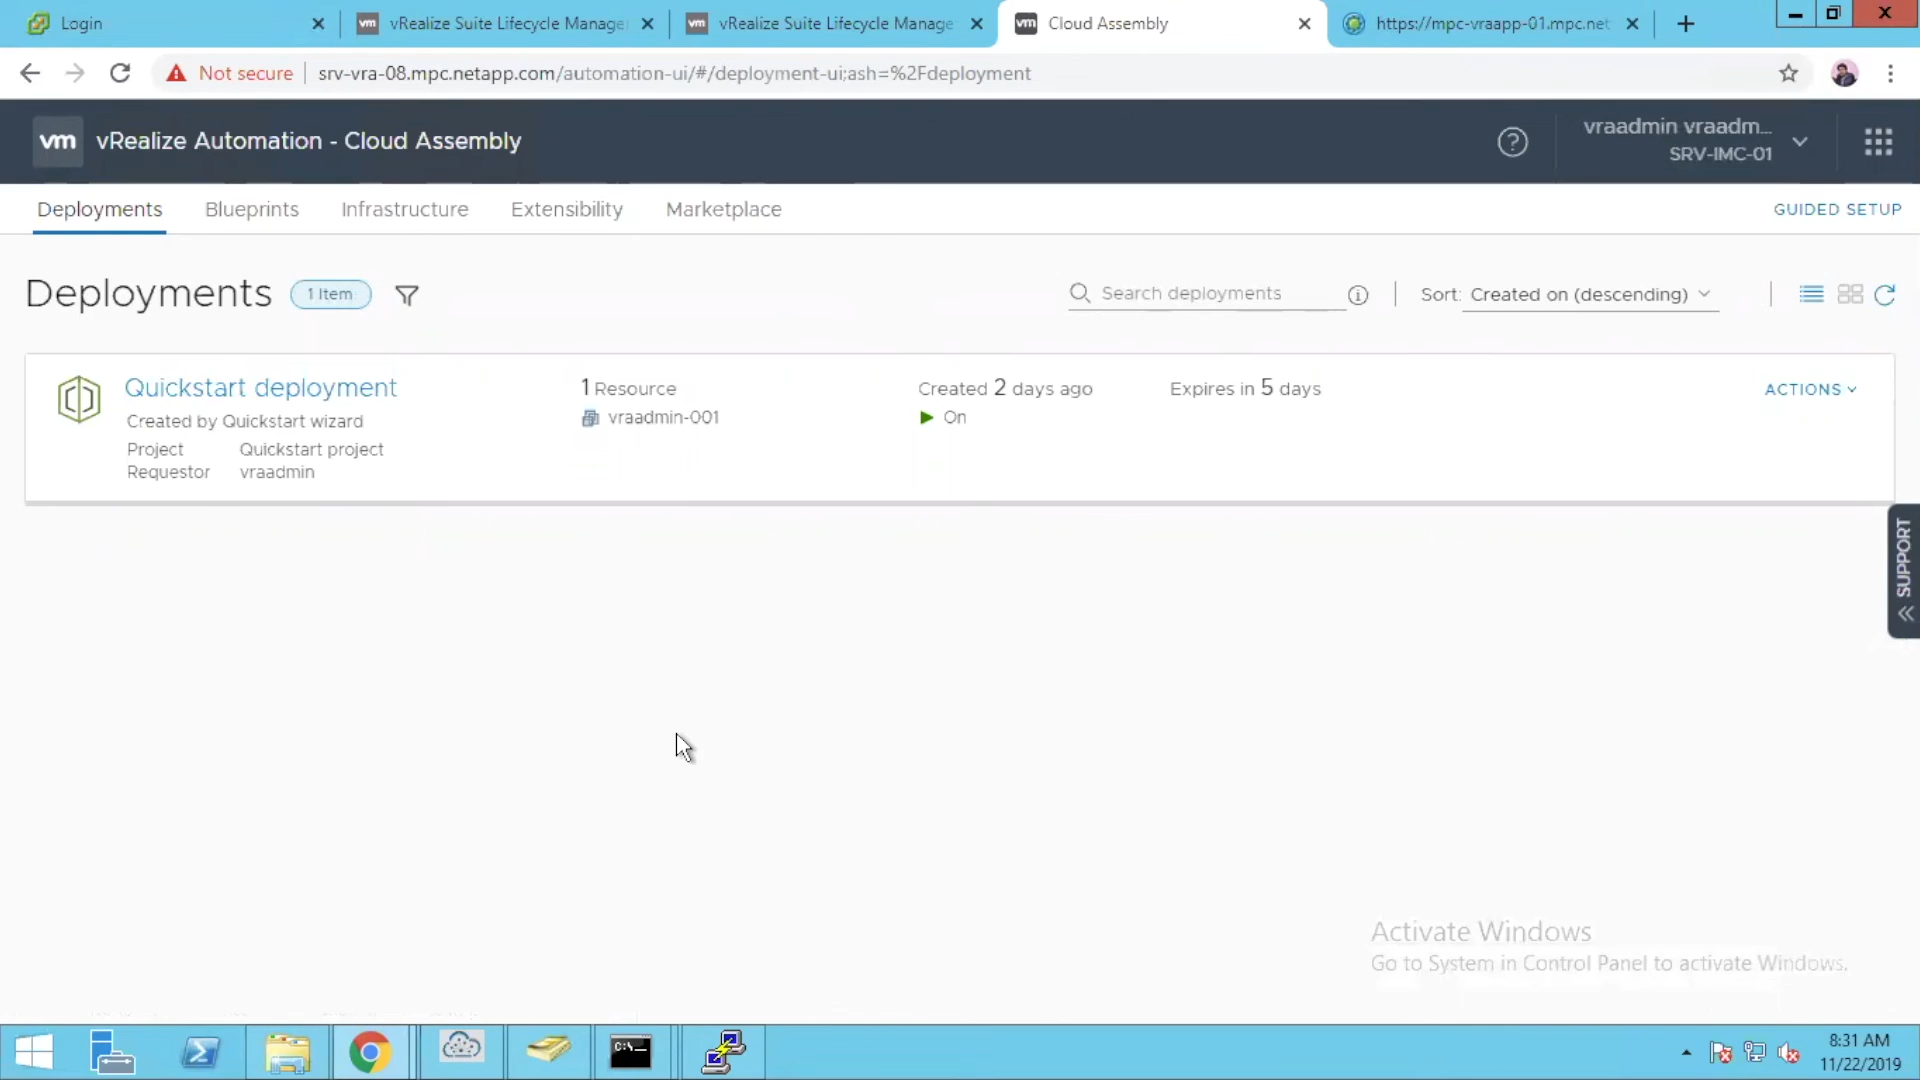 Login
vRealize Suite Lifecycle Manage
vRealize Suite Lifecycle Manage
vm Cloud Assembly
https://mpc-vraapp-01.mpc.net
Not secure
srv-vra-08.mpc.netapp.com/automation-ui/#/deployment-ui;ash=%2Fdeployment
vm vRealize Automation - Cloud Assembly
vraadmin vraadm...
SRV-IMC-01
Deployments Blueprints Infrastructure Extensibility Marketplace
GUIDED SETUP
Deployments 1 Item
Search deployments
Sort: Created on (descending)
Quickstart deployment
Created by Quickstart wizard
Project Quickstart project
Requestor vraadmin
1 Resource
vraadmin-001
Created 2 days ago
On
Expires in 5 days
ACTIONS
SUPPORT
Activate Windows
Go to System in Control Panel to activate Windows.
8:31 AM
11/22/2019